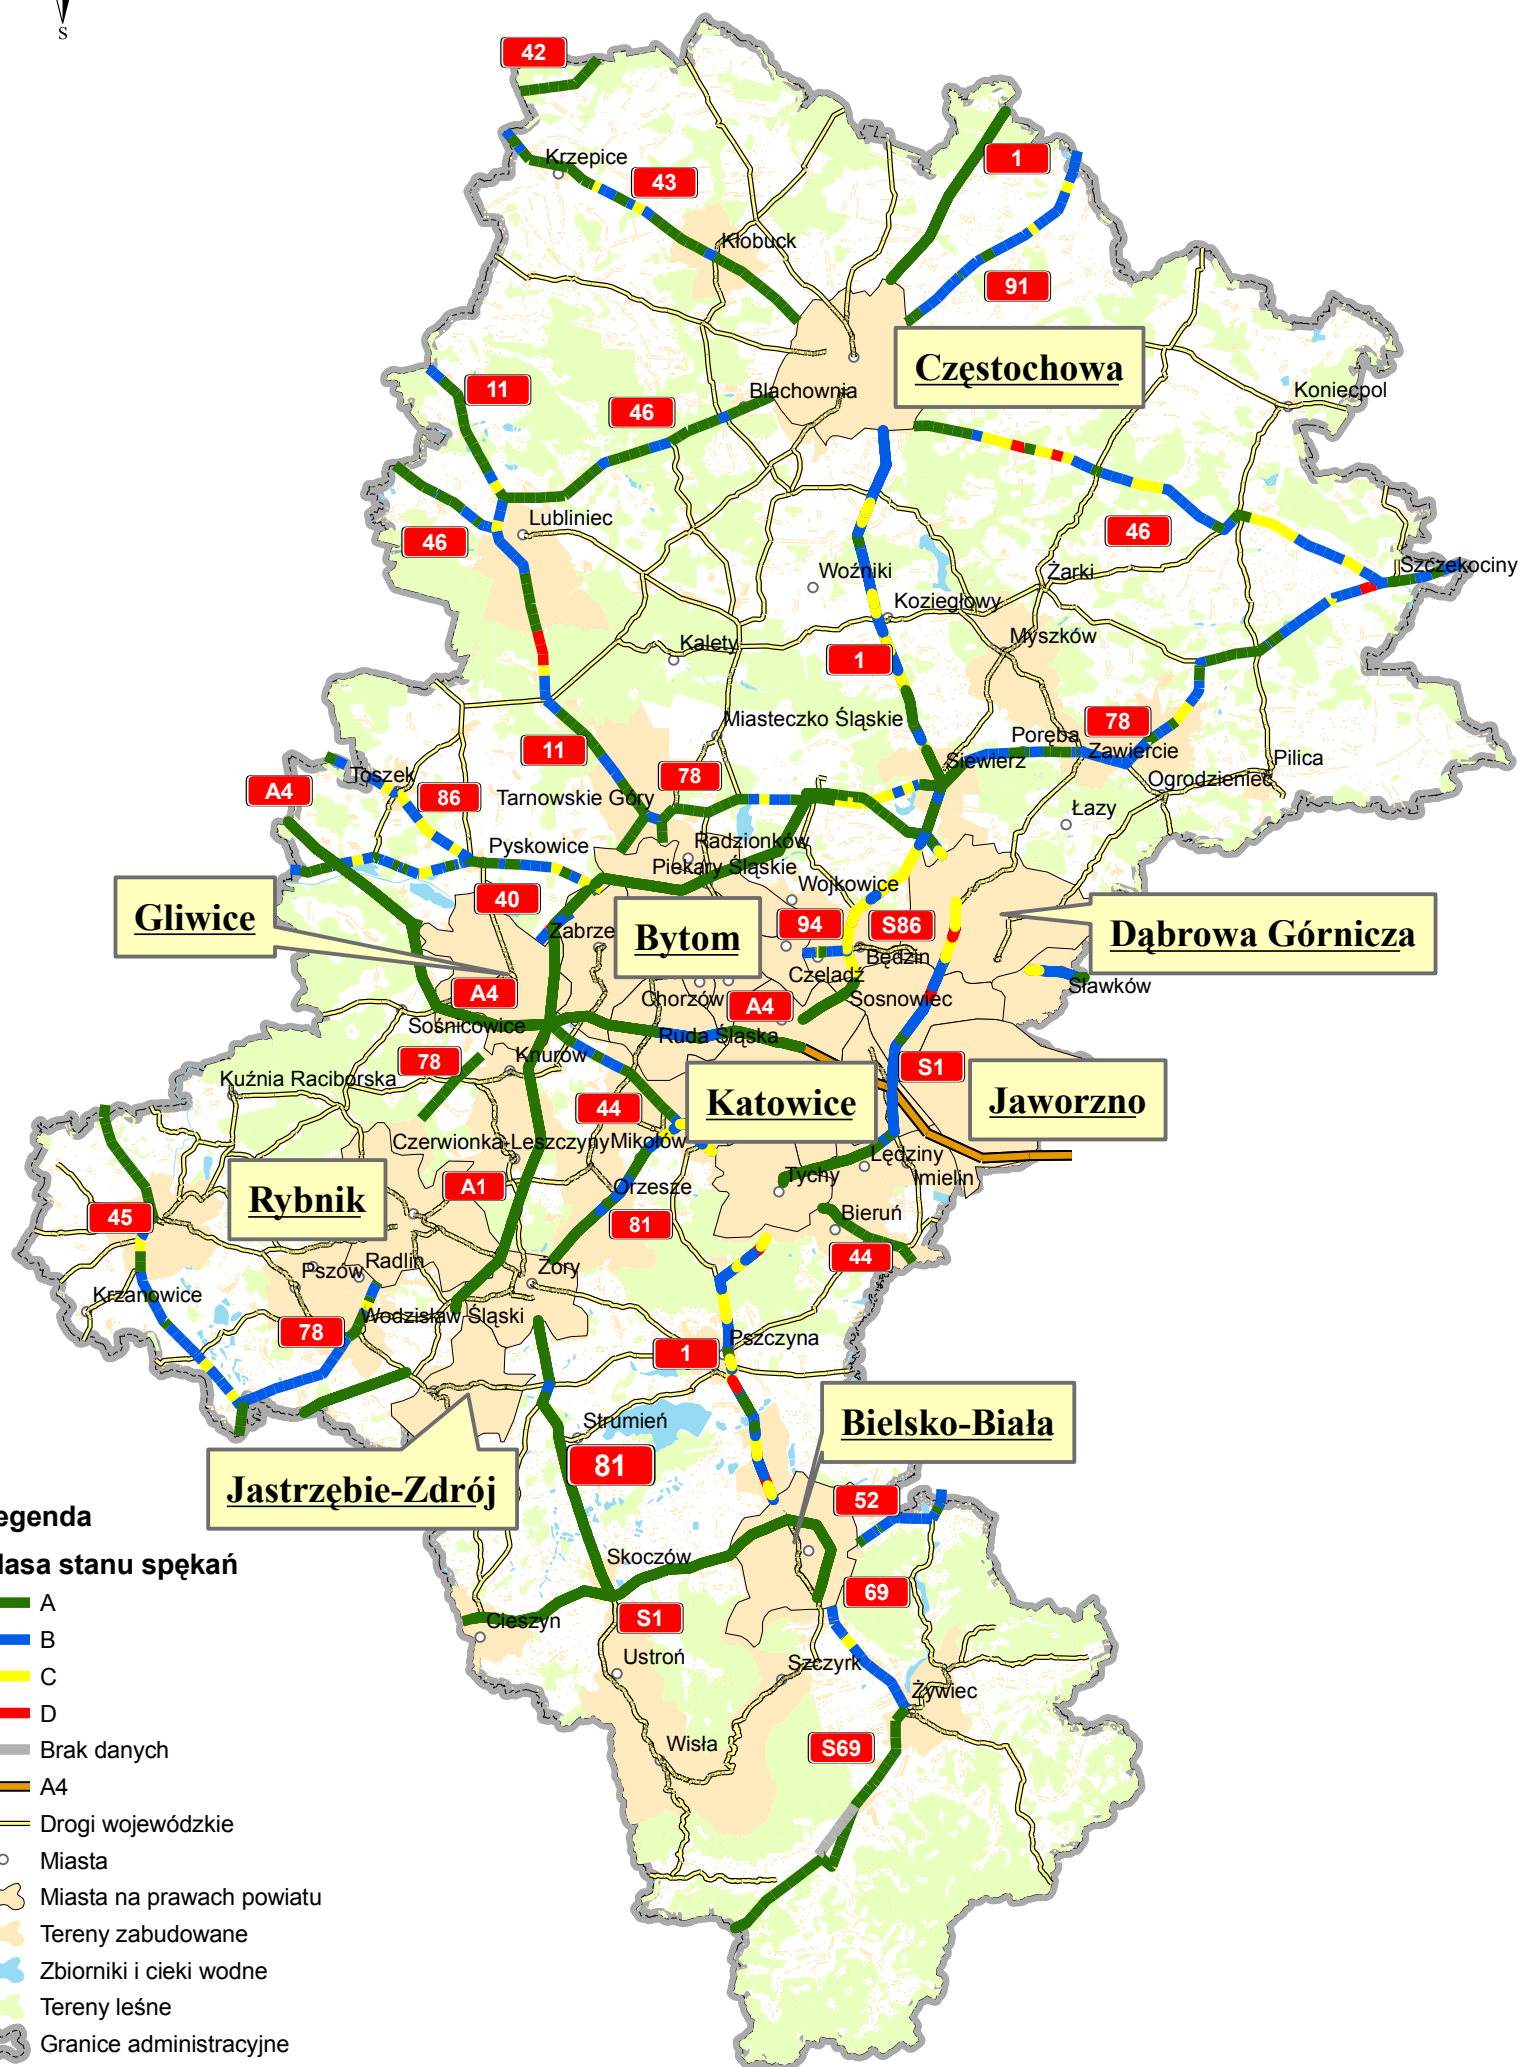 S
42
Krzepice
43
1
Kłobuck
91
Częstochowa
11
46
Blachownia
Koniecpol
Lubliniec
46
46
Szczekociny
Woźniki
Żarki
Koziegłowy
Myszków
Kalety
1
Miasteczko Śląskie
78
11
Poręba
Zawiercie
Siewierz
Pilica
Toszek
78
Ogrodzieniec
A4
86
Tarnowskie Góry
Łazy
Pyskowice
Radzionków
Piekary Śląskie
Wojkowice
40
Gliwice
Bytom
94
S86
Dąbrowa Górnicza
Zabrze
Będzin
Czeladź
Sławków
A4
Chorzów
A4
Sosnowiec
Sośnicowice
Ruda Śląska
78
Knurów
S1
Kuźnia Raciborska
Katowice
Jaworzno
44
Czerwionka-Leszczyny
Mikołów
Lędziny
Imielin
Tychy
Rybnik
A1
Orzesze
45
81
Bieruń
44
Radlin
Pszów
Żory
Krzanowice
78
Wodzisław Śląski
1
Pszczyna
Strumień
Bielsko-Biała
81
Jastrzębie-Zdrój
52
egenda
Skoczów
lasa stanu spękań
69
A
S1
Cieszyn
B
Ustroń
Szczyrk
C
Żywiec
D
Wisła
S69
Brak danych
A4
Drogi wojewódzkie
Miasta
Miasta na prawach powiatu
Tereny zabudowane
Zbiorniki i cieki wodne
Tereny leśne
Granice administracyjne